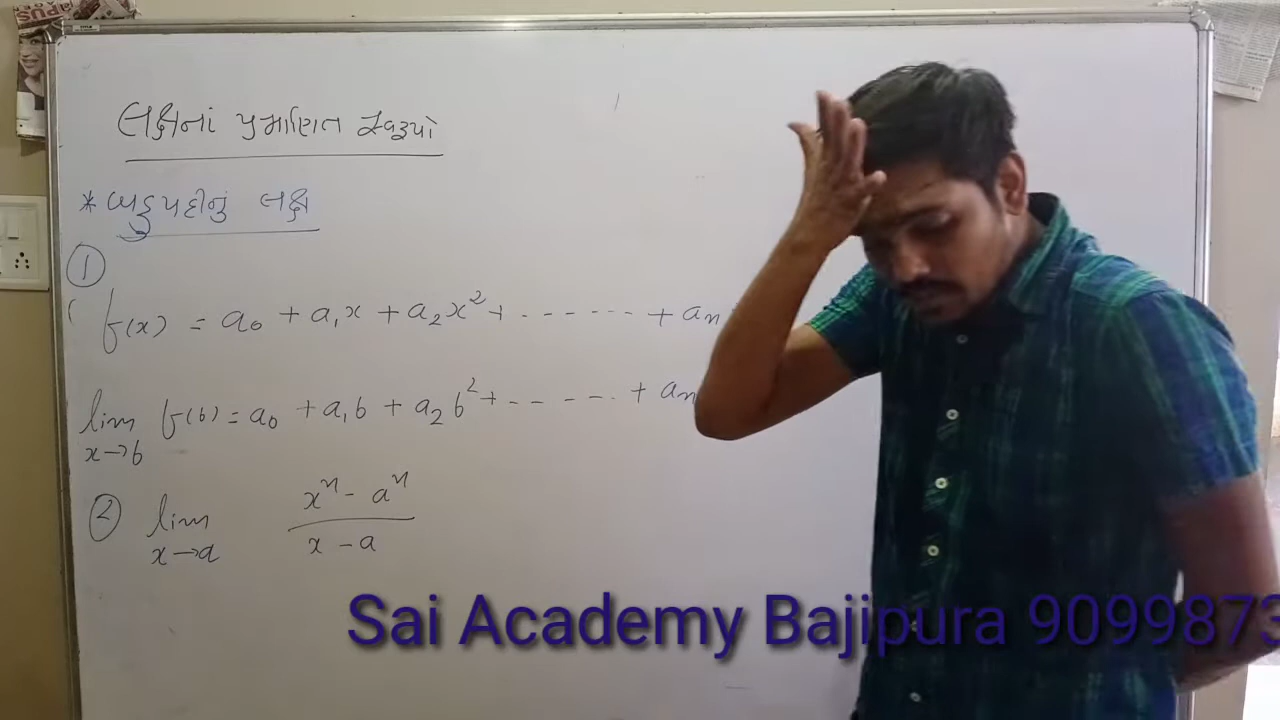 લક્ષનાં પ્રમાણિત સ્વરૂપો
* બહુપદીનું લક્ષ
①
f(x) = a₀ + a₁x + a₂x² + ------ + aₙ
lim f(b) = a₀ + a₁b + a₂b² + -- --- + aₙ
x→b
② lim xⁿ - aⁿ
x→a x - a
Sai Academy Bajipura 9099873